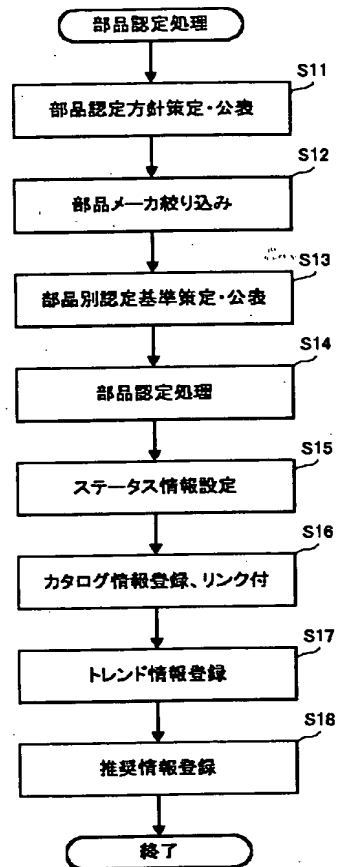 部品認定処理
S11
部品認定方針策定・公表
S12
部品メーカ絞り込み
S13
部品別認定基準策定・公表
S14
部品認定処理
S15
ステータス情報設定
S16
カタログ情報登録、リンク付
S17
トレンド情報登録
S18
推奨情報登録
終了